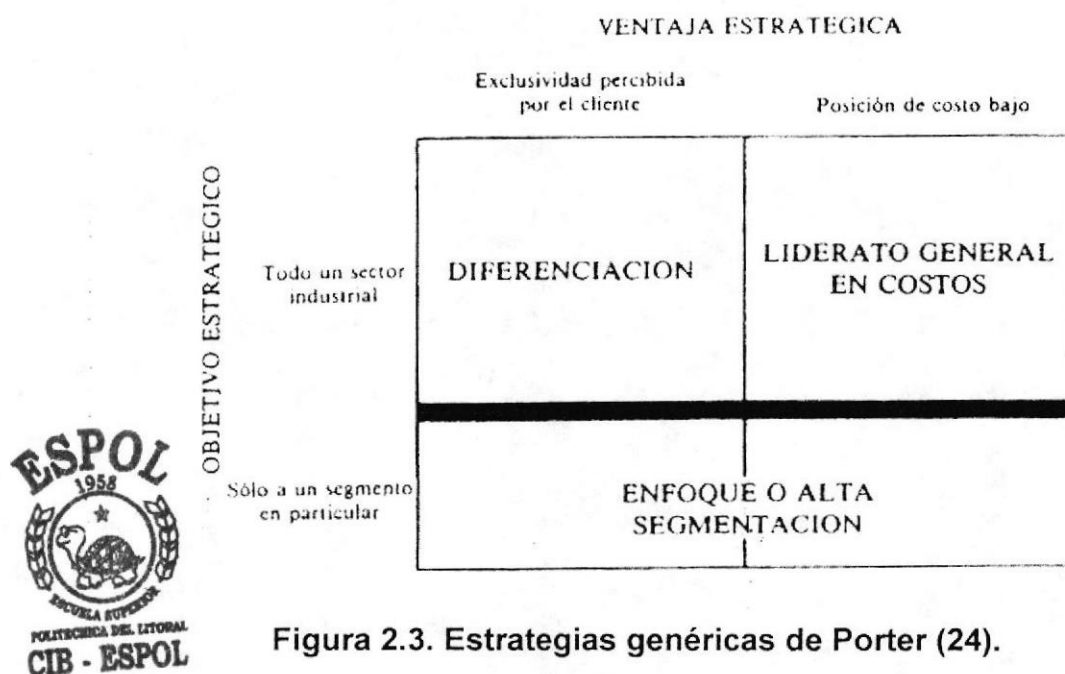 VENTAJA ESTRATEGICA
Exclusividad percibida
por el cliente
Posición de costo bajo
OBJETIVO ESTRATEGICO
Todo un sector
industrial
DIFERENCIACION
LIDERATO GENERAL
EN COSTOS
Sólo a un segmento
en particular
ENFOQUE O ALTA
SEGMENTACION
ESPOL
1958
ESCUELA SUPERIOR
POLITECNICA DEL LITORAL
CIB - ESPOL
Figura 2.3. Estrategias genéricas de Porter (24).